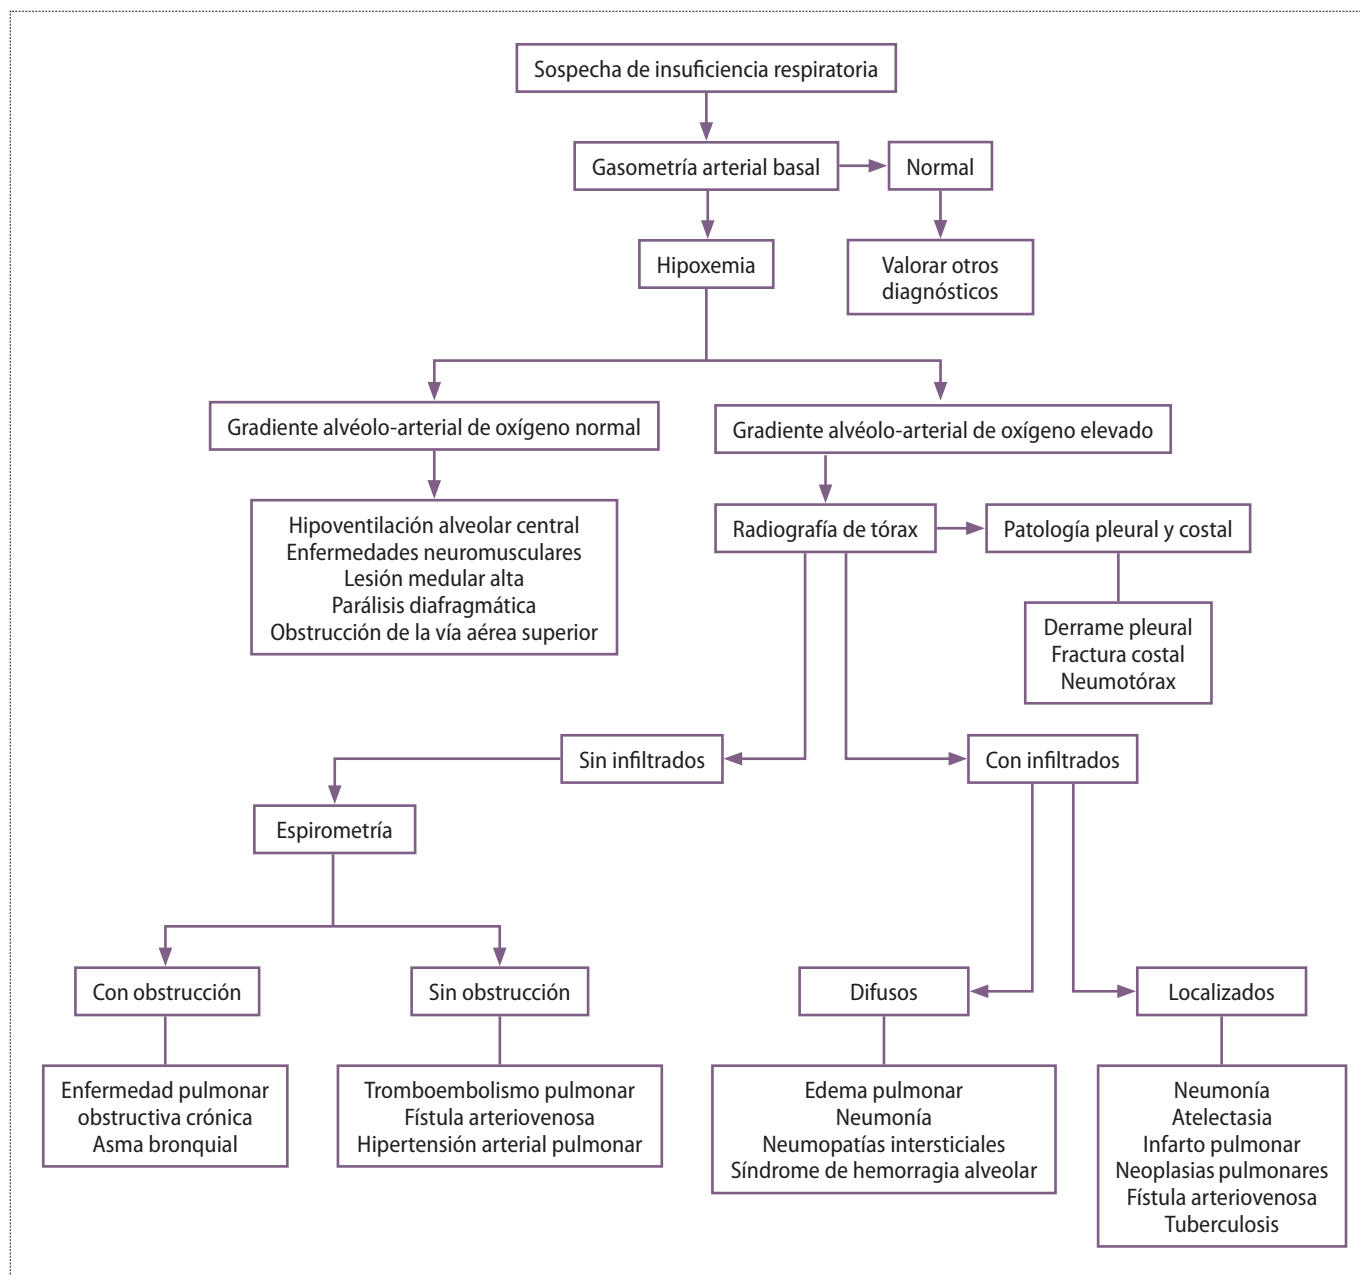 Sospecha de insuficiencia respiratoria
Gasometría arterial basal
Normal
Hipoxemia
Valorar otros
diagnósticos
Gradiente alvéolo-arterial de oxígeno normal
Gradiente alvéolo-arterial de oxígeno elevado
Hipoventilación alveolar central
Enfermedades neuromusculares
Lesión medular alta
Parálisis diafragmática
Obstrucción de la vía aérea superior
Radiografía de tórax
Patología pleural y costal
Derrame pleural
Fractura costal
Neumotórax
Sin infiltrados
Con infiltrados
Espirometría
Con obstrucción
Sin obstrucción
Difusos
Localizados
Enfermedad pulmonar
obstructiva crónica
Asma bronquial
Tromboembolismo pulmonar
Fístula arteriovenosa
Hipertensión arterial pulmonar
Edema pulmonar
Neumonía
Neumopatías intersticiales
Síndrome de hemorragia alveolar
Neumonía
Atelectasia
Infarto pulmonar
Neoplasias pulmonares
Fístula arteriovenosa
Tuberculosis